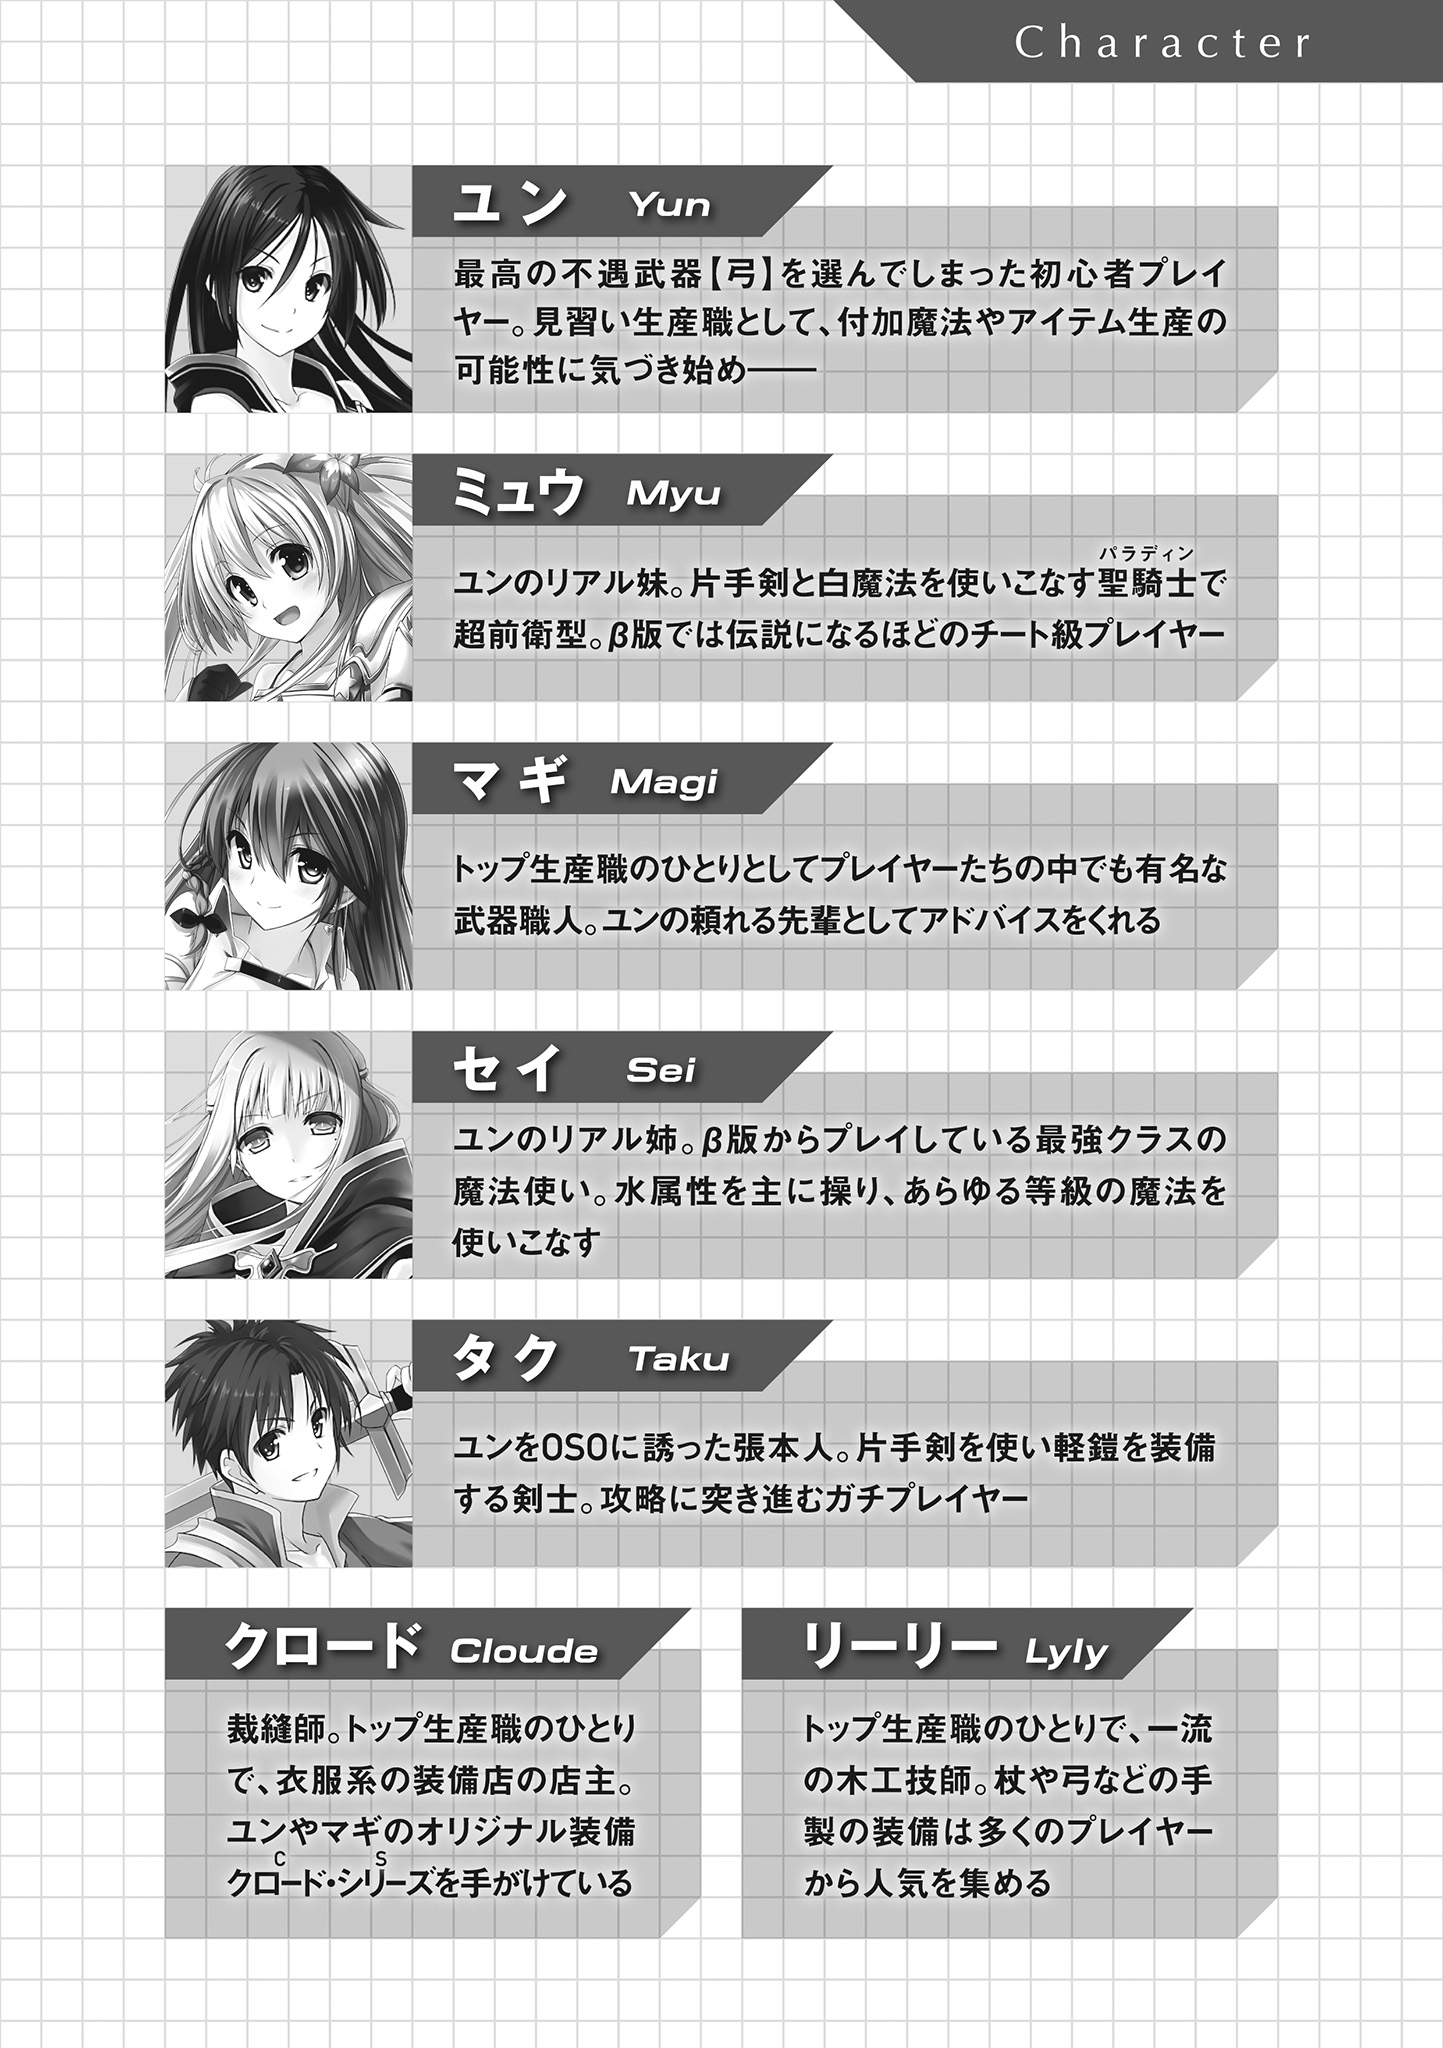 Character
ユン Yun
最高の不遇武器【弓】を選んでしまった初心者プレイ
ヤー。見習い生産職として、付加魔法やアイテム生産の
可能性に気づき始め――
ミュウ Myu
パラディン
ユンのリアル妹。片手剣と白魔法を使いこなす聖騎士で
超前衛型。β版では伝説になるほどのチート級プレイヤー
マギ Magi
トップ生産職のひとりとしてプレイヤーたちの中でも有名な
武器職人。ユンの頼れる先輩としてアドバイスをくれる
セイ Sei
ユンのリアル姉。β版からプレイしている最強クラスの
魔法使い。水属性を主に操り、あらゆる等級の魔法を
使いこなす
タク Taku
ユンをOSOに誘った張本人。片手剣を使い軽鎧を装備
する剣士。攻略に突き進むガチプレイヤー
クロード Cloude
裁縫師。トップ生産職のひとり
で、衣服系の装備店の店主。
ユンやマギのオリジナル装備
C S
クロード・シリーズを手がけている
リーリー Lyly
トップ生産職のひとりで、一流
の木工技師。杖や弓などの手
製の装備は多くのプレイヤー
から人気を集める